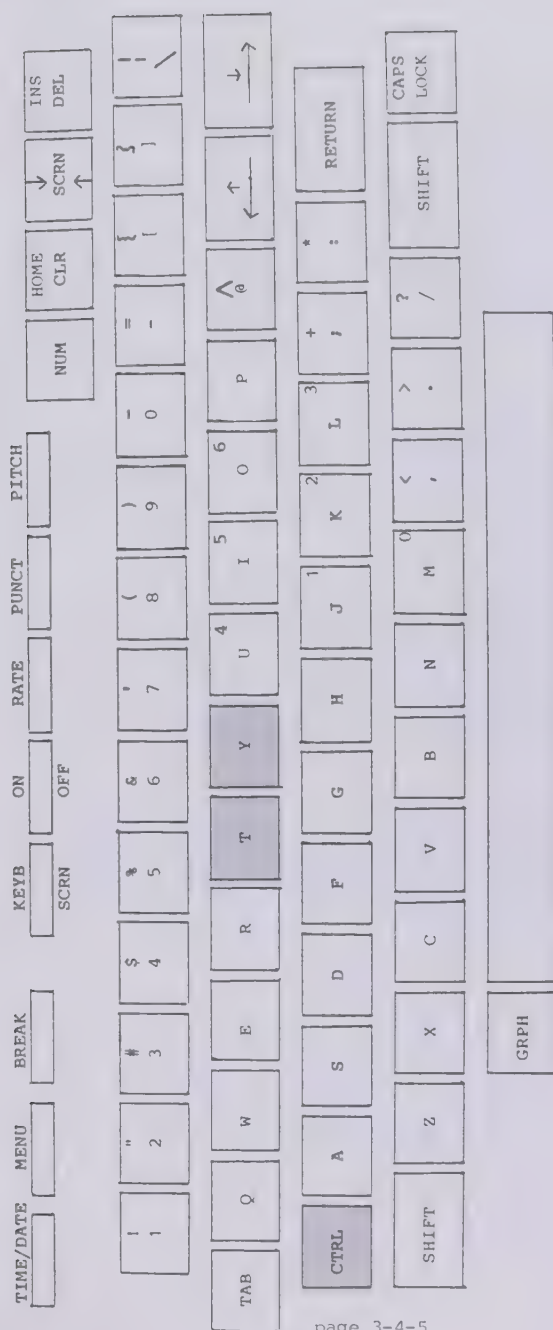 TIME/DATE MENU BREAK KEYB ON RATE PUNCT PITCH
SCRN OFF
NUM
HOME CLR
↓ SCRN ↑
INS DEL
! " # $ % & ' ( ) - = { } ¦
1 2 3 4 5 6 7 8 9 0 - [ ] \
TAB Q W E R T Y U 4 I 5 O 6 P ^ @ ↑ ← ↓ →
CTRL A S D F G H J 1 K 2 L 3 + ; * : RETURN
SHIFT Z X C V B N M 0 < , > . ? / SHIFT CAPS LOCK
GRPH
page 3-4-5